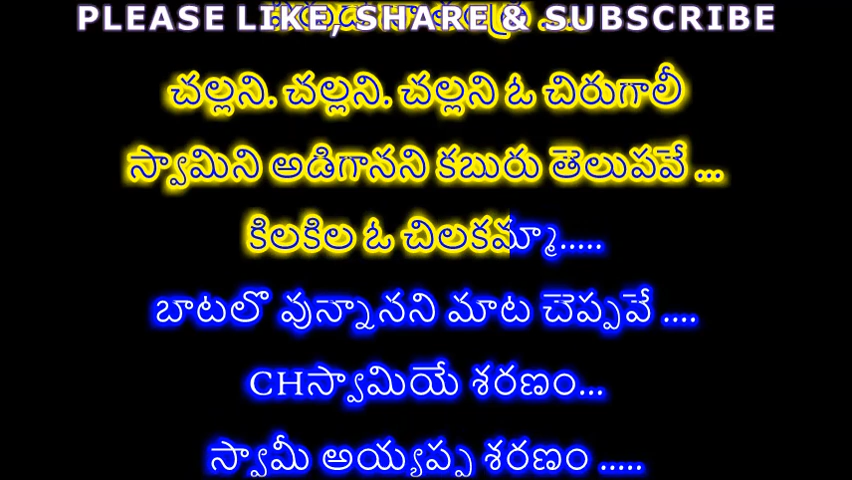 PLEASE LIKE, SHARE & SUBSCRIBE
చల్లని. చల్లని. చల్లని ఓ చిరుగాలీ
స్వామిని అడిగానని కబురు తెలుపవే ...
కిలకిల ఓ చిలకమ్మా.....
బాటలో వున్నానని మాట చెప్పవే ....
CHస్వామియే శరణం...
స్వామీ అయ్యప్ప శరణం .....